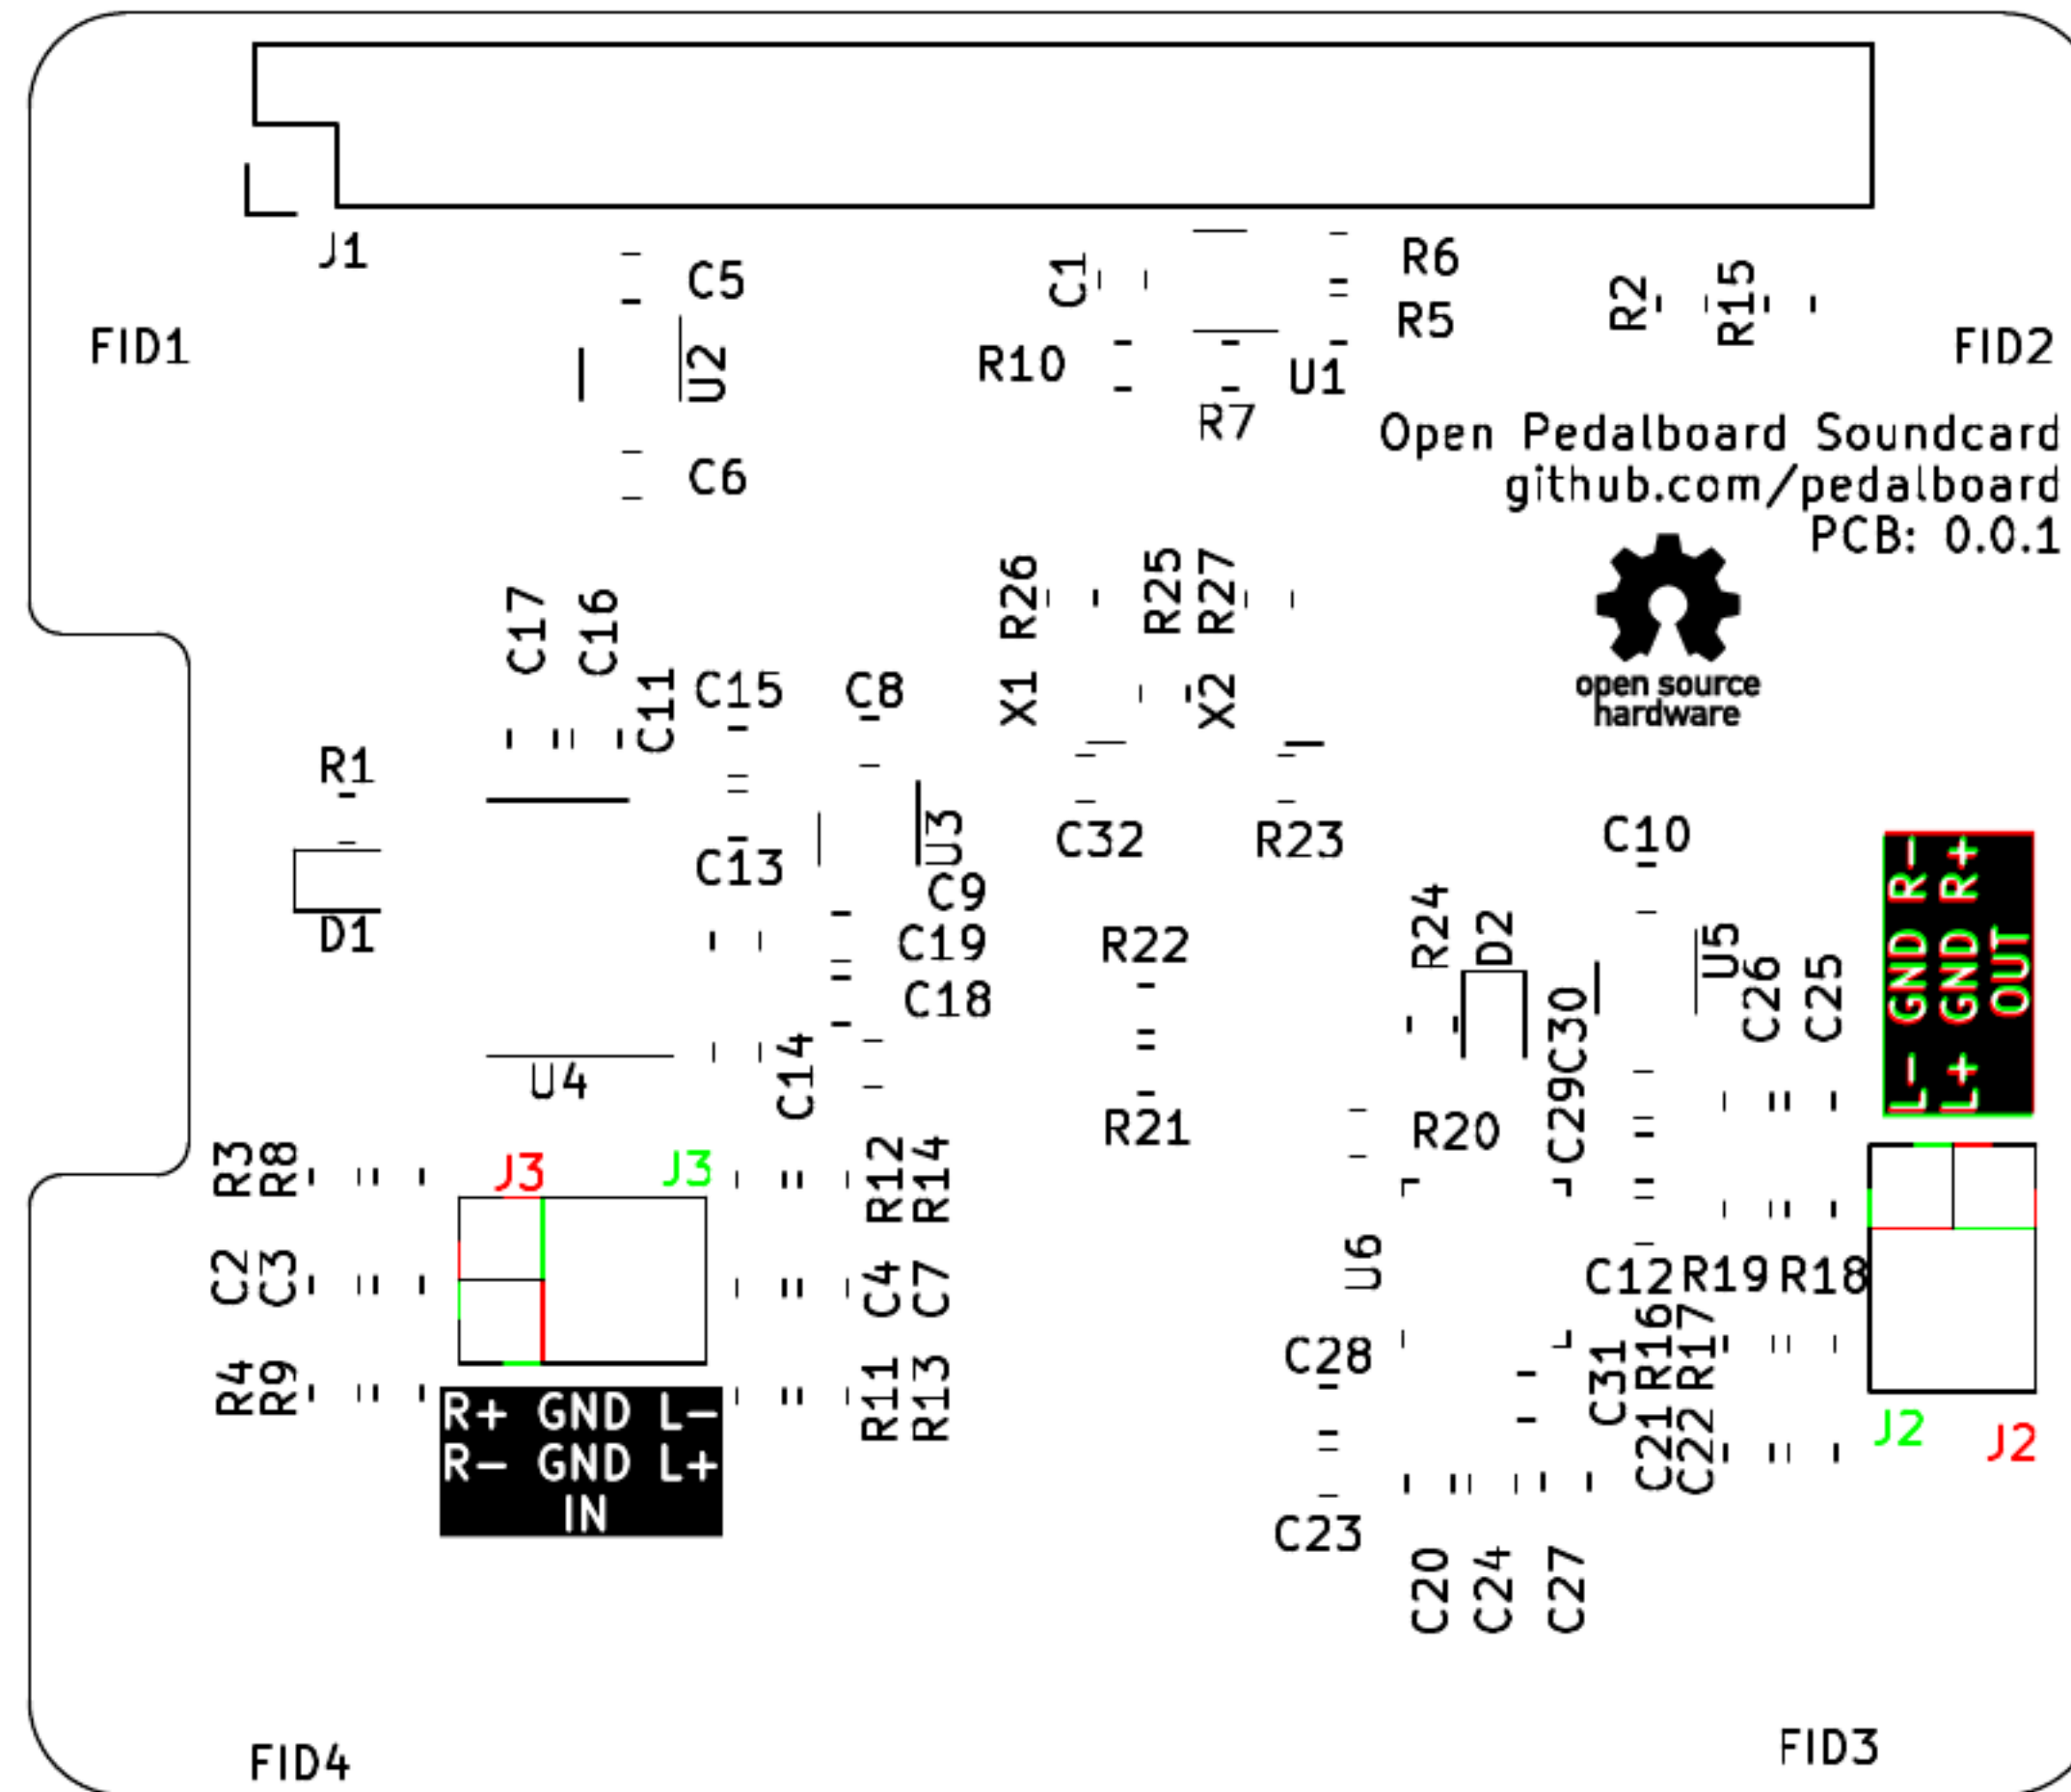 J1
C5
C1
R6
R5
R2
R15
FID1
U2
R10
U1
FID2
R7
C6
Open Pedalboard Soundcard
github.com/pedalboard
PCB: 0.0.1
open source
hardware
C17
C16
C11
C15
C8
R26
R25
R27
X1
X2
R1
D1
C13
U3
C9
C19
C18
C32
R23
C10
R22
R24
D2
U5
C26
C25
C30
C29
L- GND R-
L+ GND R+
OUT
U4
C14
R21
R20
R3
R8
J3
J3
R12
R14
C2
C3
C4
C7
U6
C12
R19
R18
R4
R9
R11
R13
C28
C31
R16
R17
C21
C22
J2
J2
R+ GND L-
R- GND L+
IN
C23
C20
C24
C27
FID4
FID3